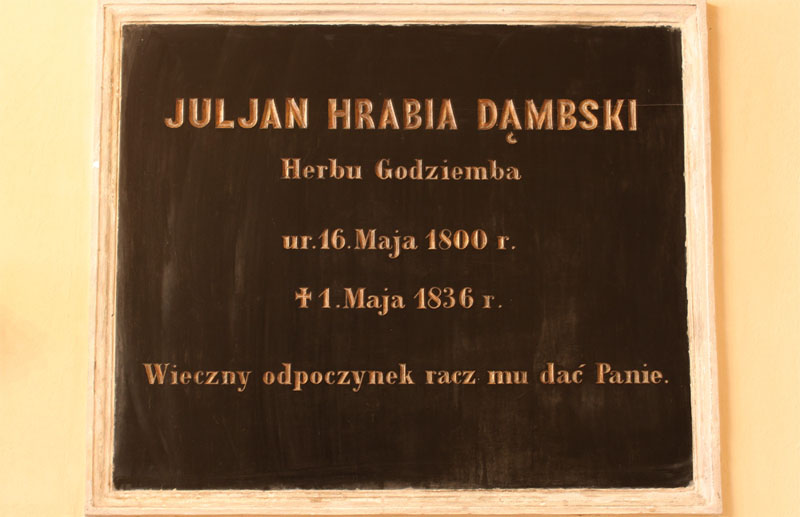 JULJAN HRABIA DĄMBSKI
Herbu Godziemba
ur. 16. Maja 1800 r.
✝ 1. Maja 1836 r.
Wieczny odpoczynek racz mu dać Panie.